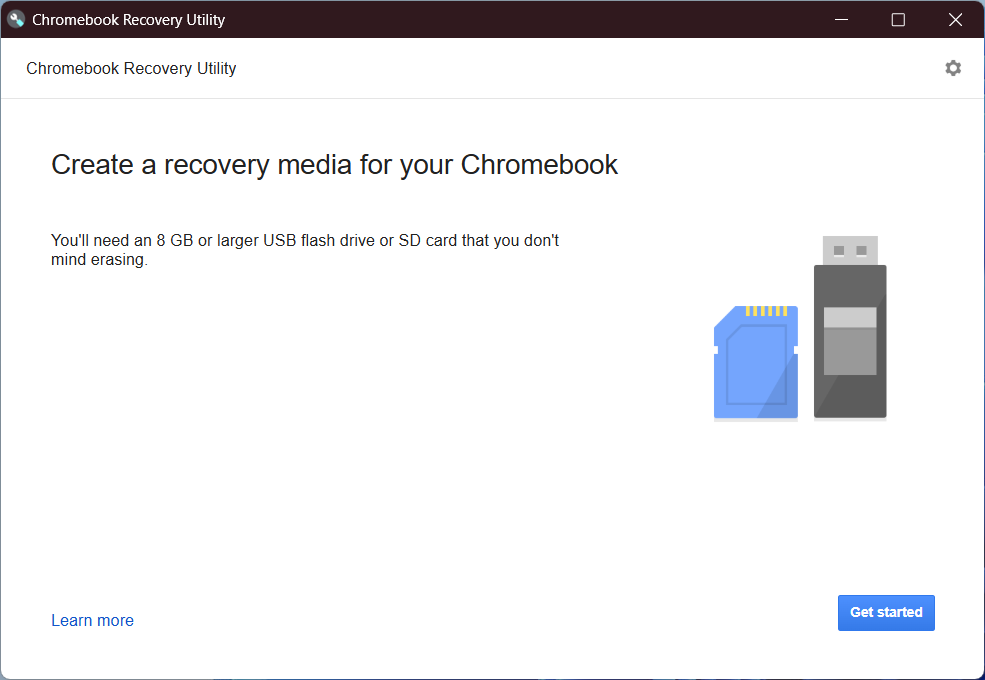 Chromebook Recovery Utility
Chromebook Recovery Utility
Create a recovery media for your Chromebook
You'll need an 8 GB or larger USB flash drive or SD card that you don't
mind erasing.
Learn more
Get started